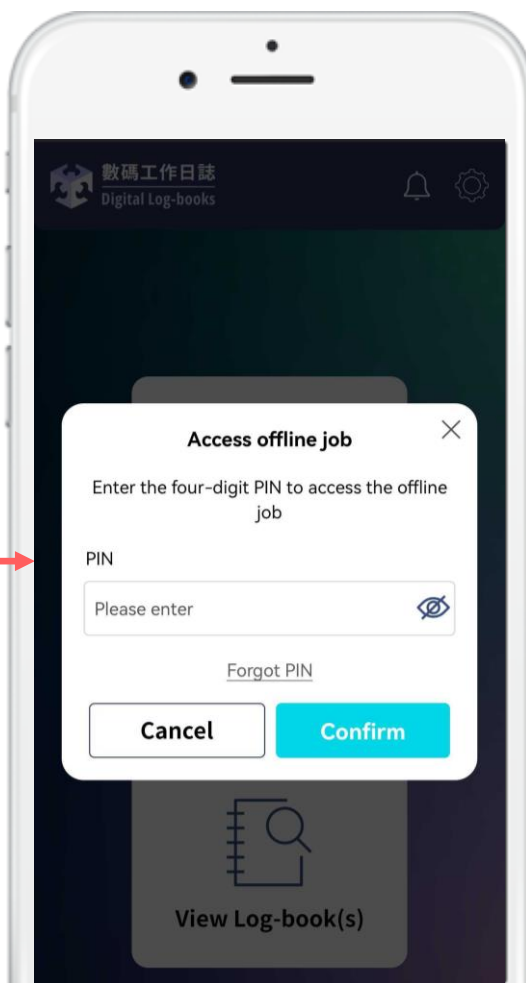 數碼工作日誌
Digital Log-books
Access offline job
Enter the four-digit PIN to access the offline
job
PIN
Please enter
Forgot PIN
Cancel
Confirm
View Log-book(s)